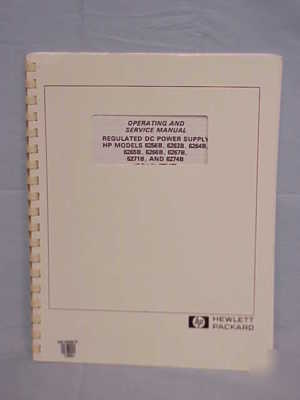 OPERATING AND
SERVICE MANUAL
REGULATED DC POWER SUPPLY
HP MODELS 6256B, 6263B, 6264B,
6265B, 6266B, 6267B,
6271B, AND 6274B
hp HEWLETT
PACKARD